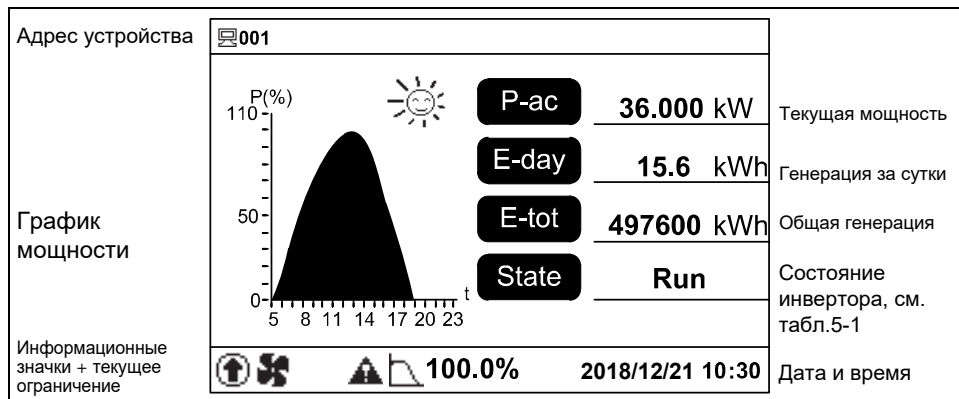 Адрес устройства
001
P(%)
110
50
0
5 8 11 14 17 20 23
t
P-ac 36.000 kW
E-day 15.6 kWh
E-tot 497600 kWh
State Run
Текущая мощность
Генерация за сутки
Общая генерация
Состояние
инвертора, см.
табл.5-1
График
мощности
Информационные
значки + текущее
ограничение
100.0%
2018/12/21 10:30
Дата и время